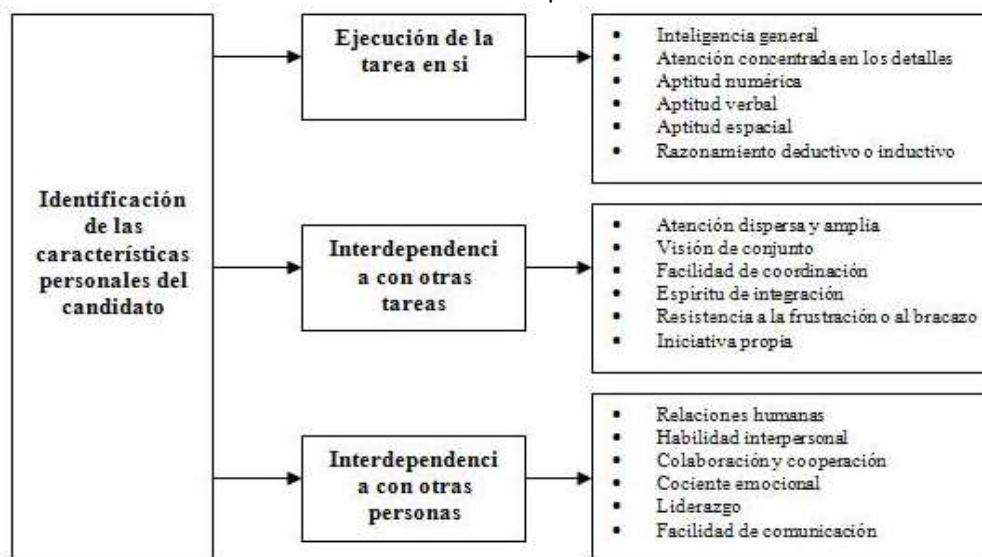 Identificación
de las
características
personales del
candidato
Ejecución de la
tarea en si
• Inteligencia general
• Atención concentrada en los detalles
• Aptitud numérica
• Aptitud verbal
• Aptitud espacial
• Razonamiento deductivo o inductivo
Interdependenci
a con otras
tareas
• Atención dispersa y amplia
• Visión de conjunto
• Facilidad de coordinación
• Espíritu de integración
• Resistencia a la frustración o al bracazo
• Iniciativa propia
Interdependenci
a con otras
personas
• Relaciones humanas
• Habilidad interpersonal
• Colaboración y cooperación
• Cociente emocional
• Liderazgo
• Facilidad de comunicación